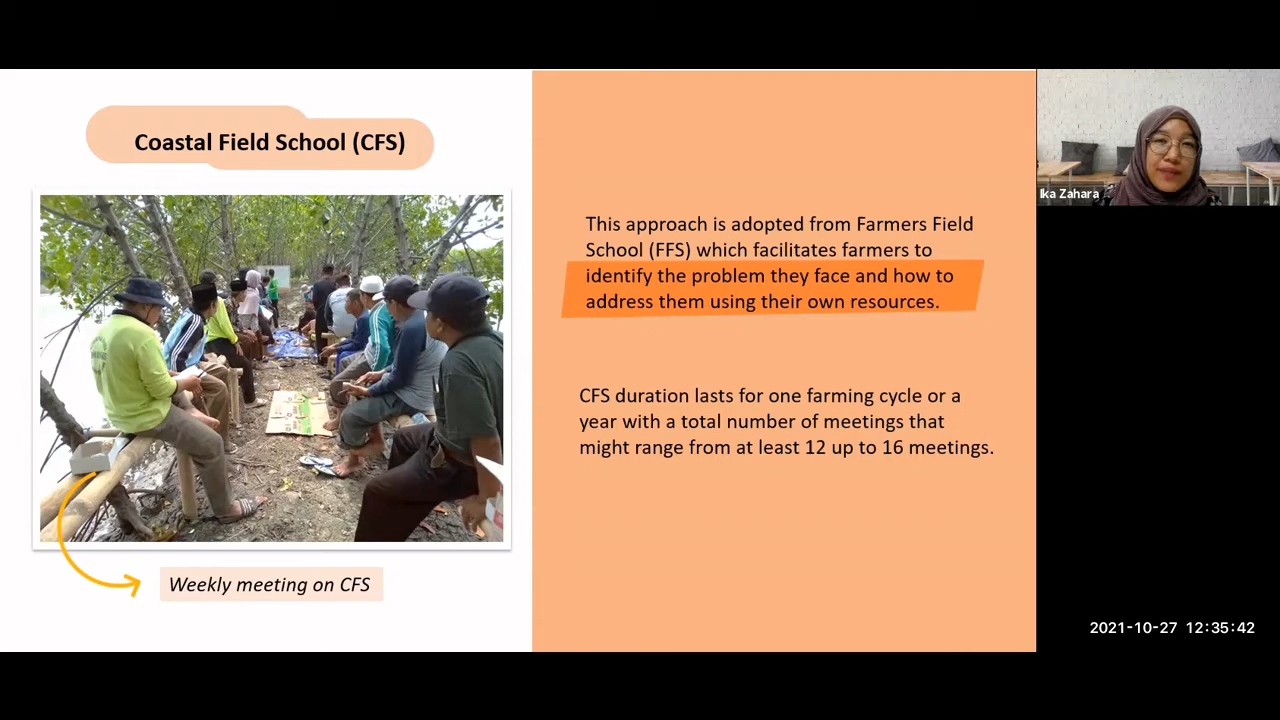 Coastal Field School (CFS)
This approach is adopted from Farmers Field
School (FFS) which facilitates farmers to
identify the problem they face and how to
address them using their own resources.
CFS duration lasts for one farming cycle or a
year with a total number of meetings that
might range from at least 12 up to 16 meetings.
Weekly meeting on CFS
Ika Zahara
2021-10-27 12:35:42